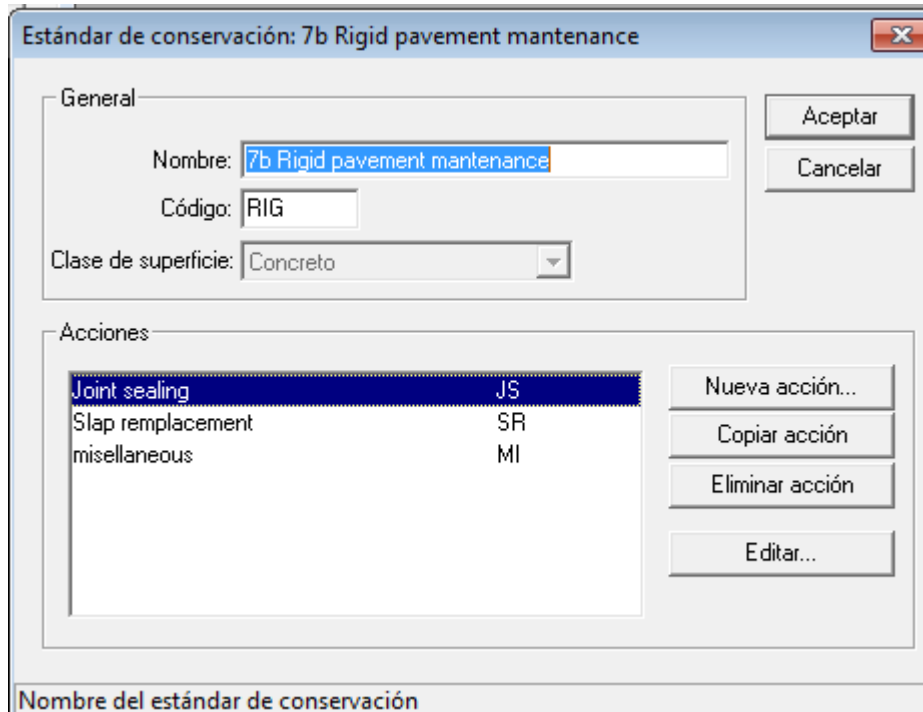 Estándar de conservación: 7b Rigid pavement mantenance
General
Nombre: 7b Rigid pavement mantenance
Código: RIG
Clase de superficie: Concreto
Aceptar
Cancelar
Acciones
Joint sealing JS
Slap remplacement SR
misellaneous MI
Nueva acción...
Copiar acción
Eliminar acción
Editar...
Nombre del estándar de conservación